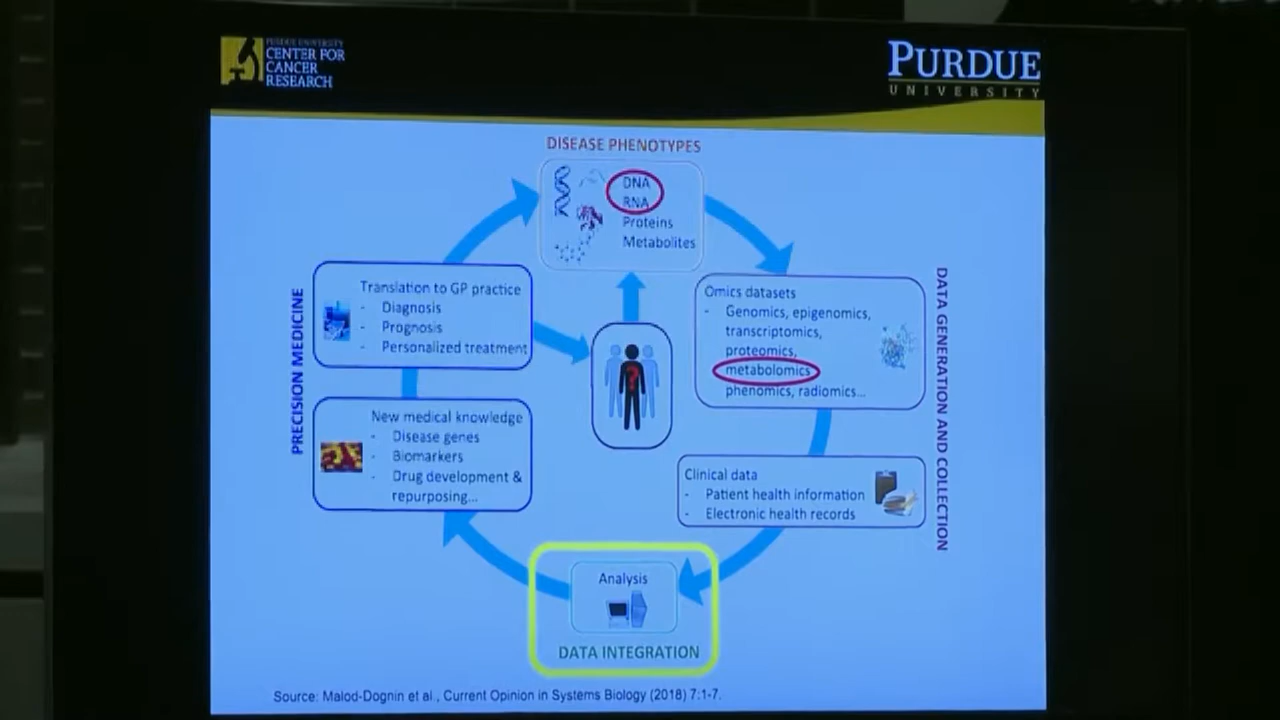 PURDUE UNIVERSITY
CENTER FOR
CANCER
RESEARCH
PURDUE
UNIVERSITY
DISEASE PHENOTYPES
DNA
RNA
Proteins
Metabolites
Translation to GP practice
- Diagnosis
- Prognosis
- Personalized treatment
PRECISION MEDICINE
New medical knowledge
- Disease genes
- Biomarkers
- Drug development &
repurposing...
?
Omics datasets
- Genomics, epigenomics,
transcriptomics,
proteomics,
metabolomics
phenomics, radiomics...
DATA GENERATION AND COLLECTION
Clinical data
- Patient health information
- Electronic health records
Analysis
DATA INTEGRATION
Source: Malod-Dognin et al., Current Opinion in Systems Biology (2018) 7:1-7.